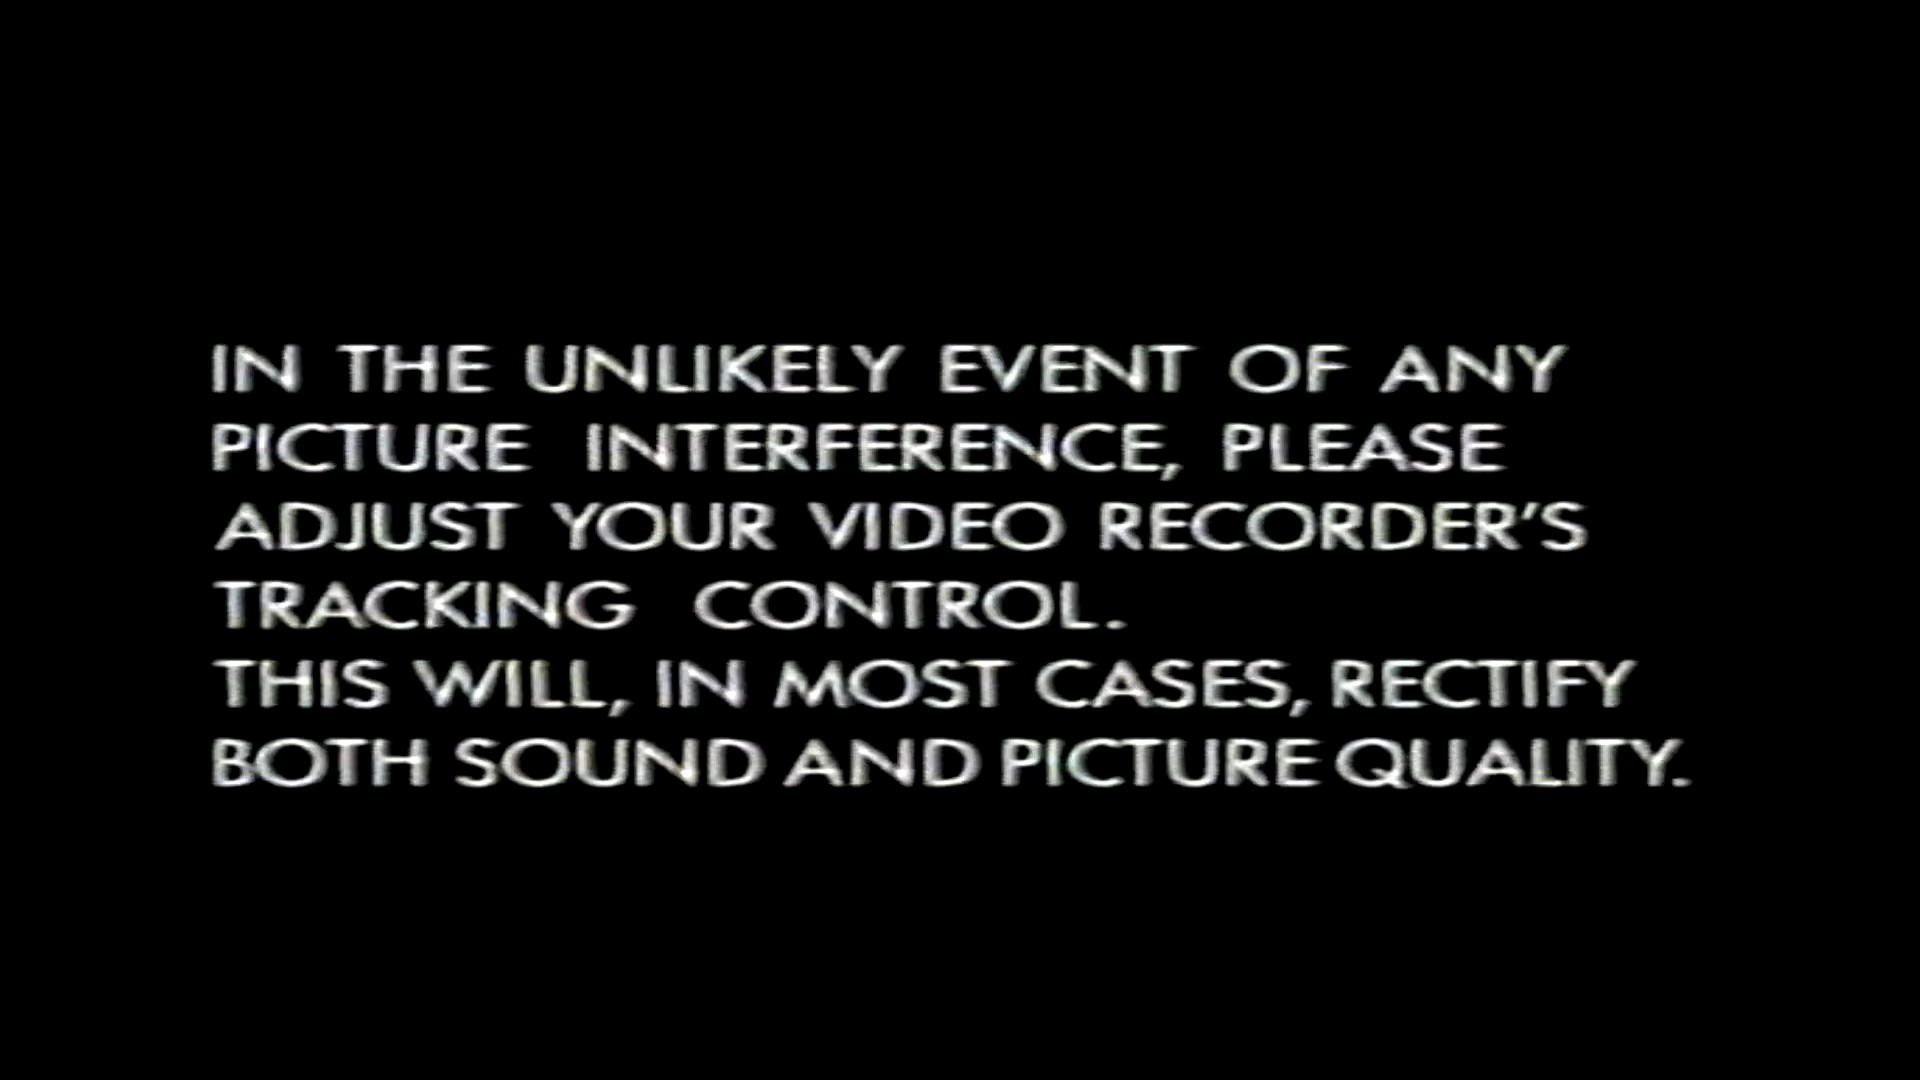 IN THE UNLIKELY EVENT OF ANY
PICTURE INTERFERENCE, PLEASE
ADJUST YOUR VIDEO RECORDER'S
TRACKING CONTROL.
THIS WILL, IN MOST CASES, RECTIFY
BOTH SOUND AND PICTURE QUALITY.